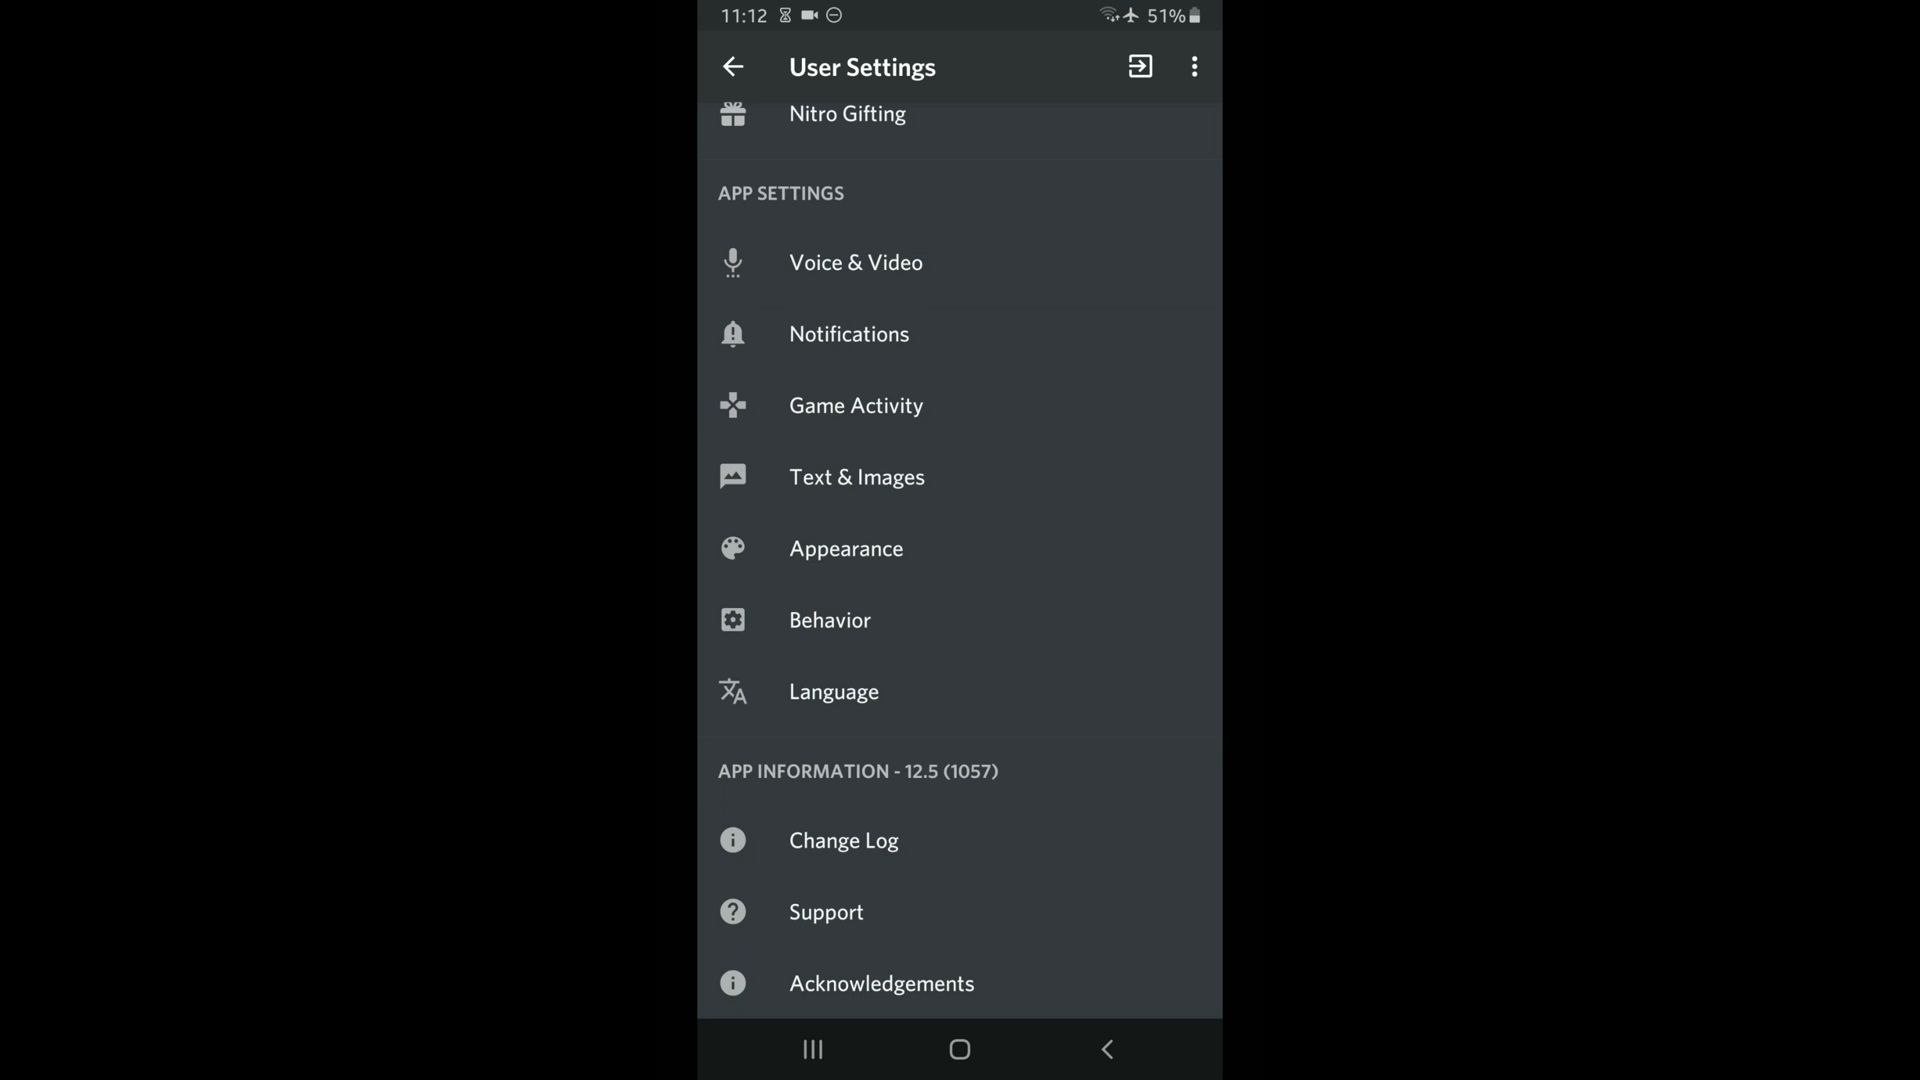 11:12
51%
User Settings
Nitro Gifting
APP SETTINGS
Voice & Video
Notifications
Game Activity
Text & Images
Appearance
Behavior
Language
APP INFORMATION - 12.5 (1057)
Change Log
Support
Acknowledgements